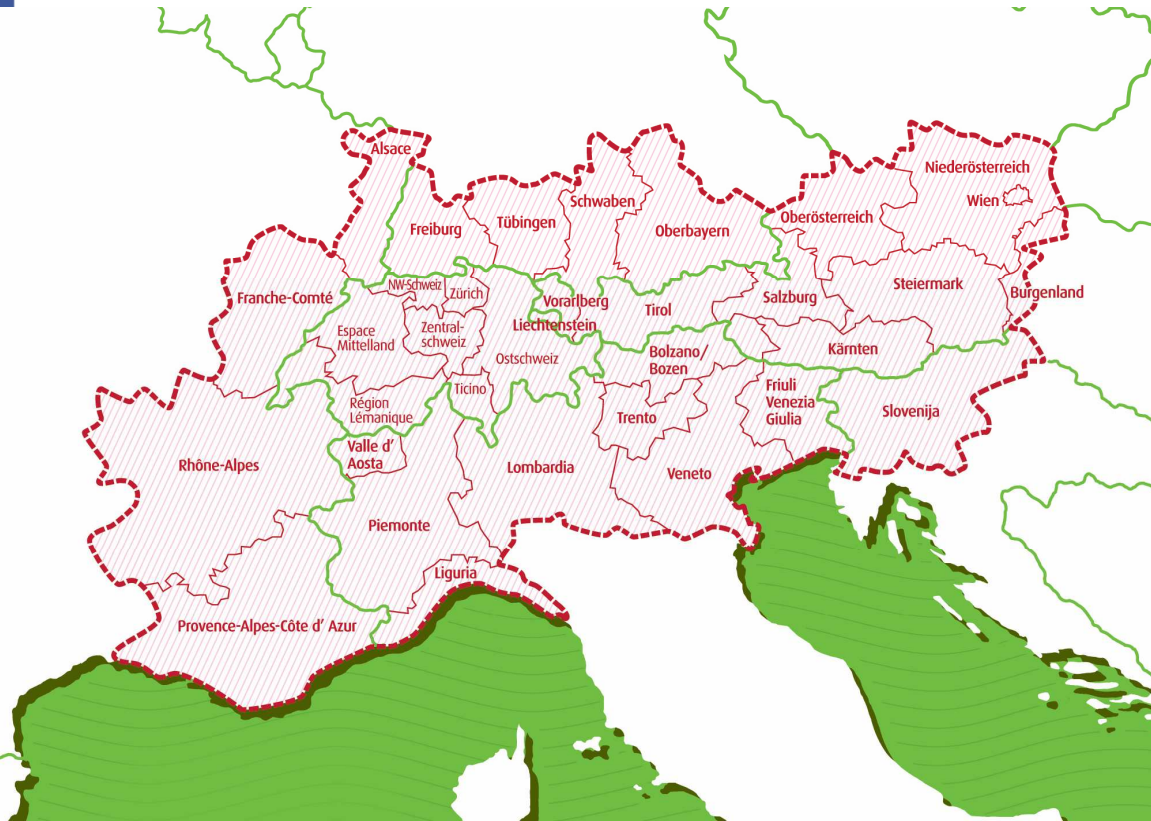 Alsace
Niederösterreich
Wien
Schwaben
Oberösterreich
Tübingen
Freiburg
Oberbayern
Steiermark
Burgenland
Franche-Comté
NW-Schweiz
Zürich
Vorarlberg
Salzburg
Tirol
Liechtenstein
Espace
Mittelland
Zentral-
schweiz
Ostschweiz
Bolzano/
Bozen
Kärnten
Ticino
Friuli
Venezia
Giulia
Région
Lémanique
Trento
Slovenija
Valle d'
Aosta
Rhône-Alpes
Lombardia
Veneto
Piemonte
Liguria
Provence-Alpes-Côte d' Azur